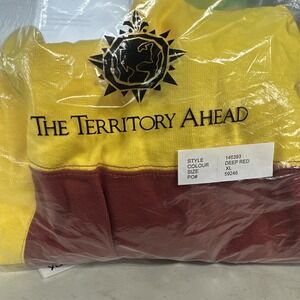 THE TERRITORY AHEAD
STYLE 146393
COLOUR DEEP RED
SIZE XL
PO# 59246